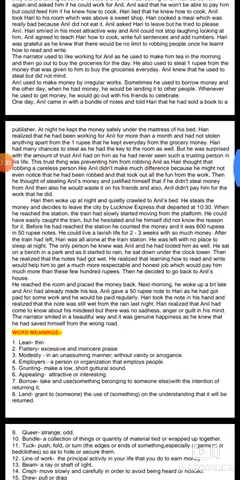 again and asked him if he could work for Anil. Anil said that he won't be able to pay him
but could feed him if he knew how to cook. Hari lied that he knew how to cook. Anil
took Hari to his room which was above a sweet shop. Hari cooked a meal which was
really bad because Anil did not eat it. Anil asked Hari to leave but he tried to please
Anil. Hari smiled in his most attractive way and Anil could not stop laughing looking at
him. Anil agreed to teach Hari how to cook, write full sentences and add numbers. Hari
was grateful as he knew that there would be no limit to robbing people once he learnt
how to read and write.
The narrator used to like working for Anil as he used to make him tea in the morning
and then go out to buy the groceries for the day. He also used to steal 1 rupee from the
money that was given to him to buy the groceries everyday. Anil knew that he used to
steal but did not mind.
Anil used to make money by irregular works. Sometimes he used to borrow money and
the other day, when he had money, he would be lending it to other people. Whenever
he used to get money, he would go out with his friends to celebrate.
One day, Anil came in with a bundle of notes and told Hari that he had sold a book to a
publisher. At night he kept the money safely under the mattress of his bed. Hari
realized that he had been working for Anil for more than a month and had not stolen
anything apart from the 1 rupee that he kept everyday from the grocery money. Hari
had many chances to steal as he had the key to the room as well. But he was surprised
with the amount of trust Anil had on him as he had never seen such a trusting person in
his life. This true thing was preventing him from robbing Anil as Hari thought that
robbing a careless person like Anil didn't make much difference because he might not
even notice that he had been robbed and that took out all the fun from the work. Then
he thought of stealing Anil's money and justified himself that if he didn't steal money
from Anil then also he would waste it on his friends and also, Anil didn't pay him for the
work that he did.
Hari then woke up at night and quietly crawled to Anil's bed. He steals the
money and decides to leave the city by Lucknow Express that departed at 10:30. When
he reached the station, the train had slowly started moving from the platform. He could
have easily caught the train, but he hesitated and he himself did not know the reason
for it. Before he had reached the station he counted the money and it was 600 rupees
in 50 rupee notes. He could live a lavish life for 2 - 3 weeks with so much money. After
the train had left, Hari was all alone at the train station. He was left with no place to
sleep at night. The only person he knew was Anil and he had looted him as well. He sat
on a bench in a park and as it started to rain, he sat down under the clock tower. Then
he realized that the notes had got wet. He realized that learning how to read and write
would help him to get a much more respectable and honest job which would pay him
much more than these few hundred rupees. Then he decided to go back to Anil's
house.
He reached the room and placed the money back. Next morning, he woke up a bit late
and Anil had already made his tea. Anil gave a 50 rupee note to Hari as he had got
paid for some work and he would be paid regularly. Hari took the note in his hand and
realized that the note was still wet from the rain last night. Hari realized that Anil had
come to know about his misdeed but there was no sadness, anger or guilt in his mind.
The narrator smiled in a beautiful way and it was genuine happiness as he knew that
he had saved himself from the wrong road.
WORD MEANINGS-
1. Lean- thin
2. Flattery- excessive and insincere praise
3. Modesty - in an unassuming manner; without vanity or arrogance.
4. Employers - a person or organization that employs people.
5. Grunting- make a low, short guttural sound.
6. Appealing- attractive or interesting.
7. Borrow- take and use(something belonging to someone else)with the intention of
returning it.
8. Lend- grant to (someone) the use of (something) on the understanding that it will be
returned.
9. Queer- strange; odd.
10. Bundle- a collection of things or quantity of material tied or wrapped up together.
11. Tuck- push, fold, or turn (the edges or ends of something,especially
bedclothes) so as to hide or secure them.
12. Line of work- the principal activity in your life that you do to earn money
13. Beam- a ray or shaft of light.
14. Crept- move slowly and carefully in order to avoid being heard or noticed.
15. Drew- pull or drag